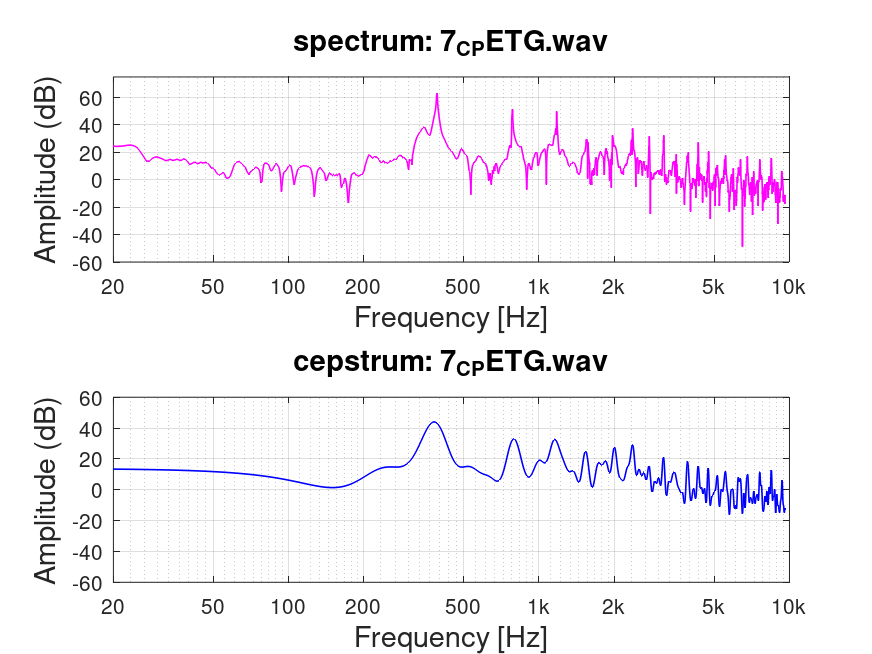 spectrum: 7CPETG.wav
Amplitude (dB)
60
40
20
0
-20
-40
-60
20 50 100 200 500 1k 2k 5k 10k
Frequency [Hz]
cepstrum: 7CPETG.wav
Amplitude (dB)
60
40
20
0
-20
-40
-60
20 50 100 200 500 1k 2k 5k 10k
Frequency [Hz]